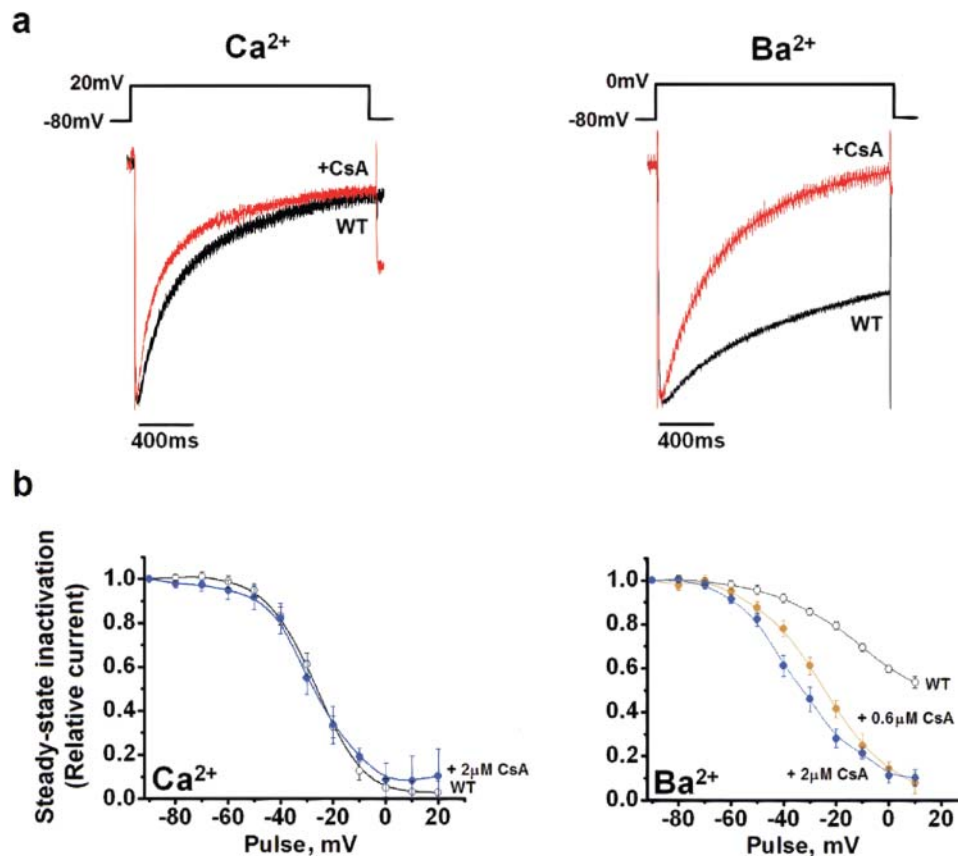 a
Ca²⁺
Ba²⁺
20mV
-80mV
0mV
-80mV
+CsA
WT
+CsA
WT
400ms
400ms
b
Steady-state inactivation
(Relative current)
1.0
0.8
0.6
0.4
0.2
0.0
Ca²⁺
+ 2μM CsA
WT
-80 -60 -40 -20 0 20
Pulse, mV
1.0
0.8
0.6
0.4
0.2
0.0
WT
+ 0.6μM CsA
+ 2μM CsA
Ba²⁺
-80 -60 -40 -20 0 20
Pulse, mV